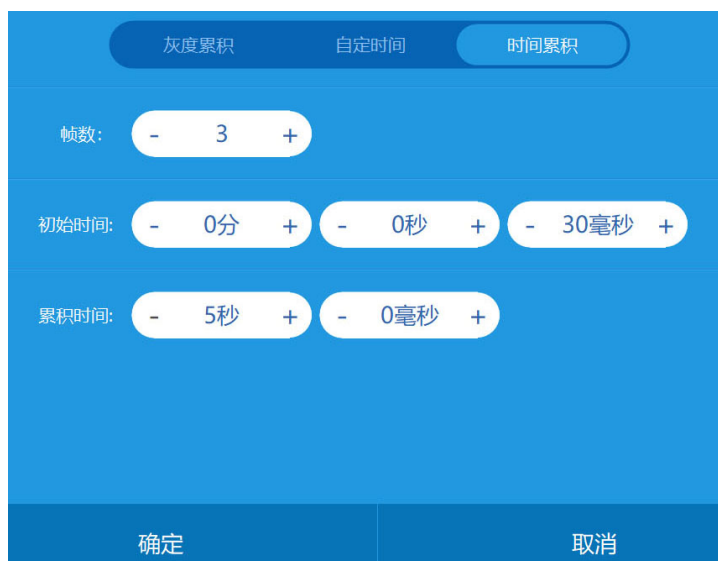 灰度累积 自定时间 时间累积
帧数: - 3 +
初始时间: - 0分 + - 0秒 + - 30毫秒 +
累积时间: - 5秒 + - 0毫秒 +
确定 取消